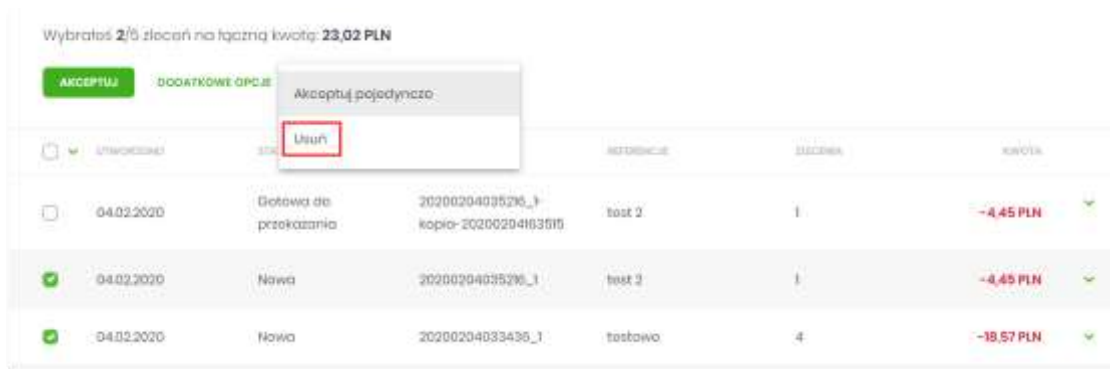 Wybrałeś 2/5 zleceń na łączną kwotę: 23,02 PLN
AKCEPTUJ DODATKOWE OPCJE
Akceptuj pojedynczo
Usuń
UTWORZONO REFERENCJE ZLECENIA KWOTA
04.02.2020 Gotowa do przekazania 20200204035216_1-kopia-20200204163515 test 2 1 -4,45 PLN
04.02.2020 Nowa 20200204035216_1 test 2 1 -4,45 PLN
04.02.2020 Nowa 20200204033436_1 testowo 4 -18,57 PLN